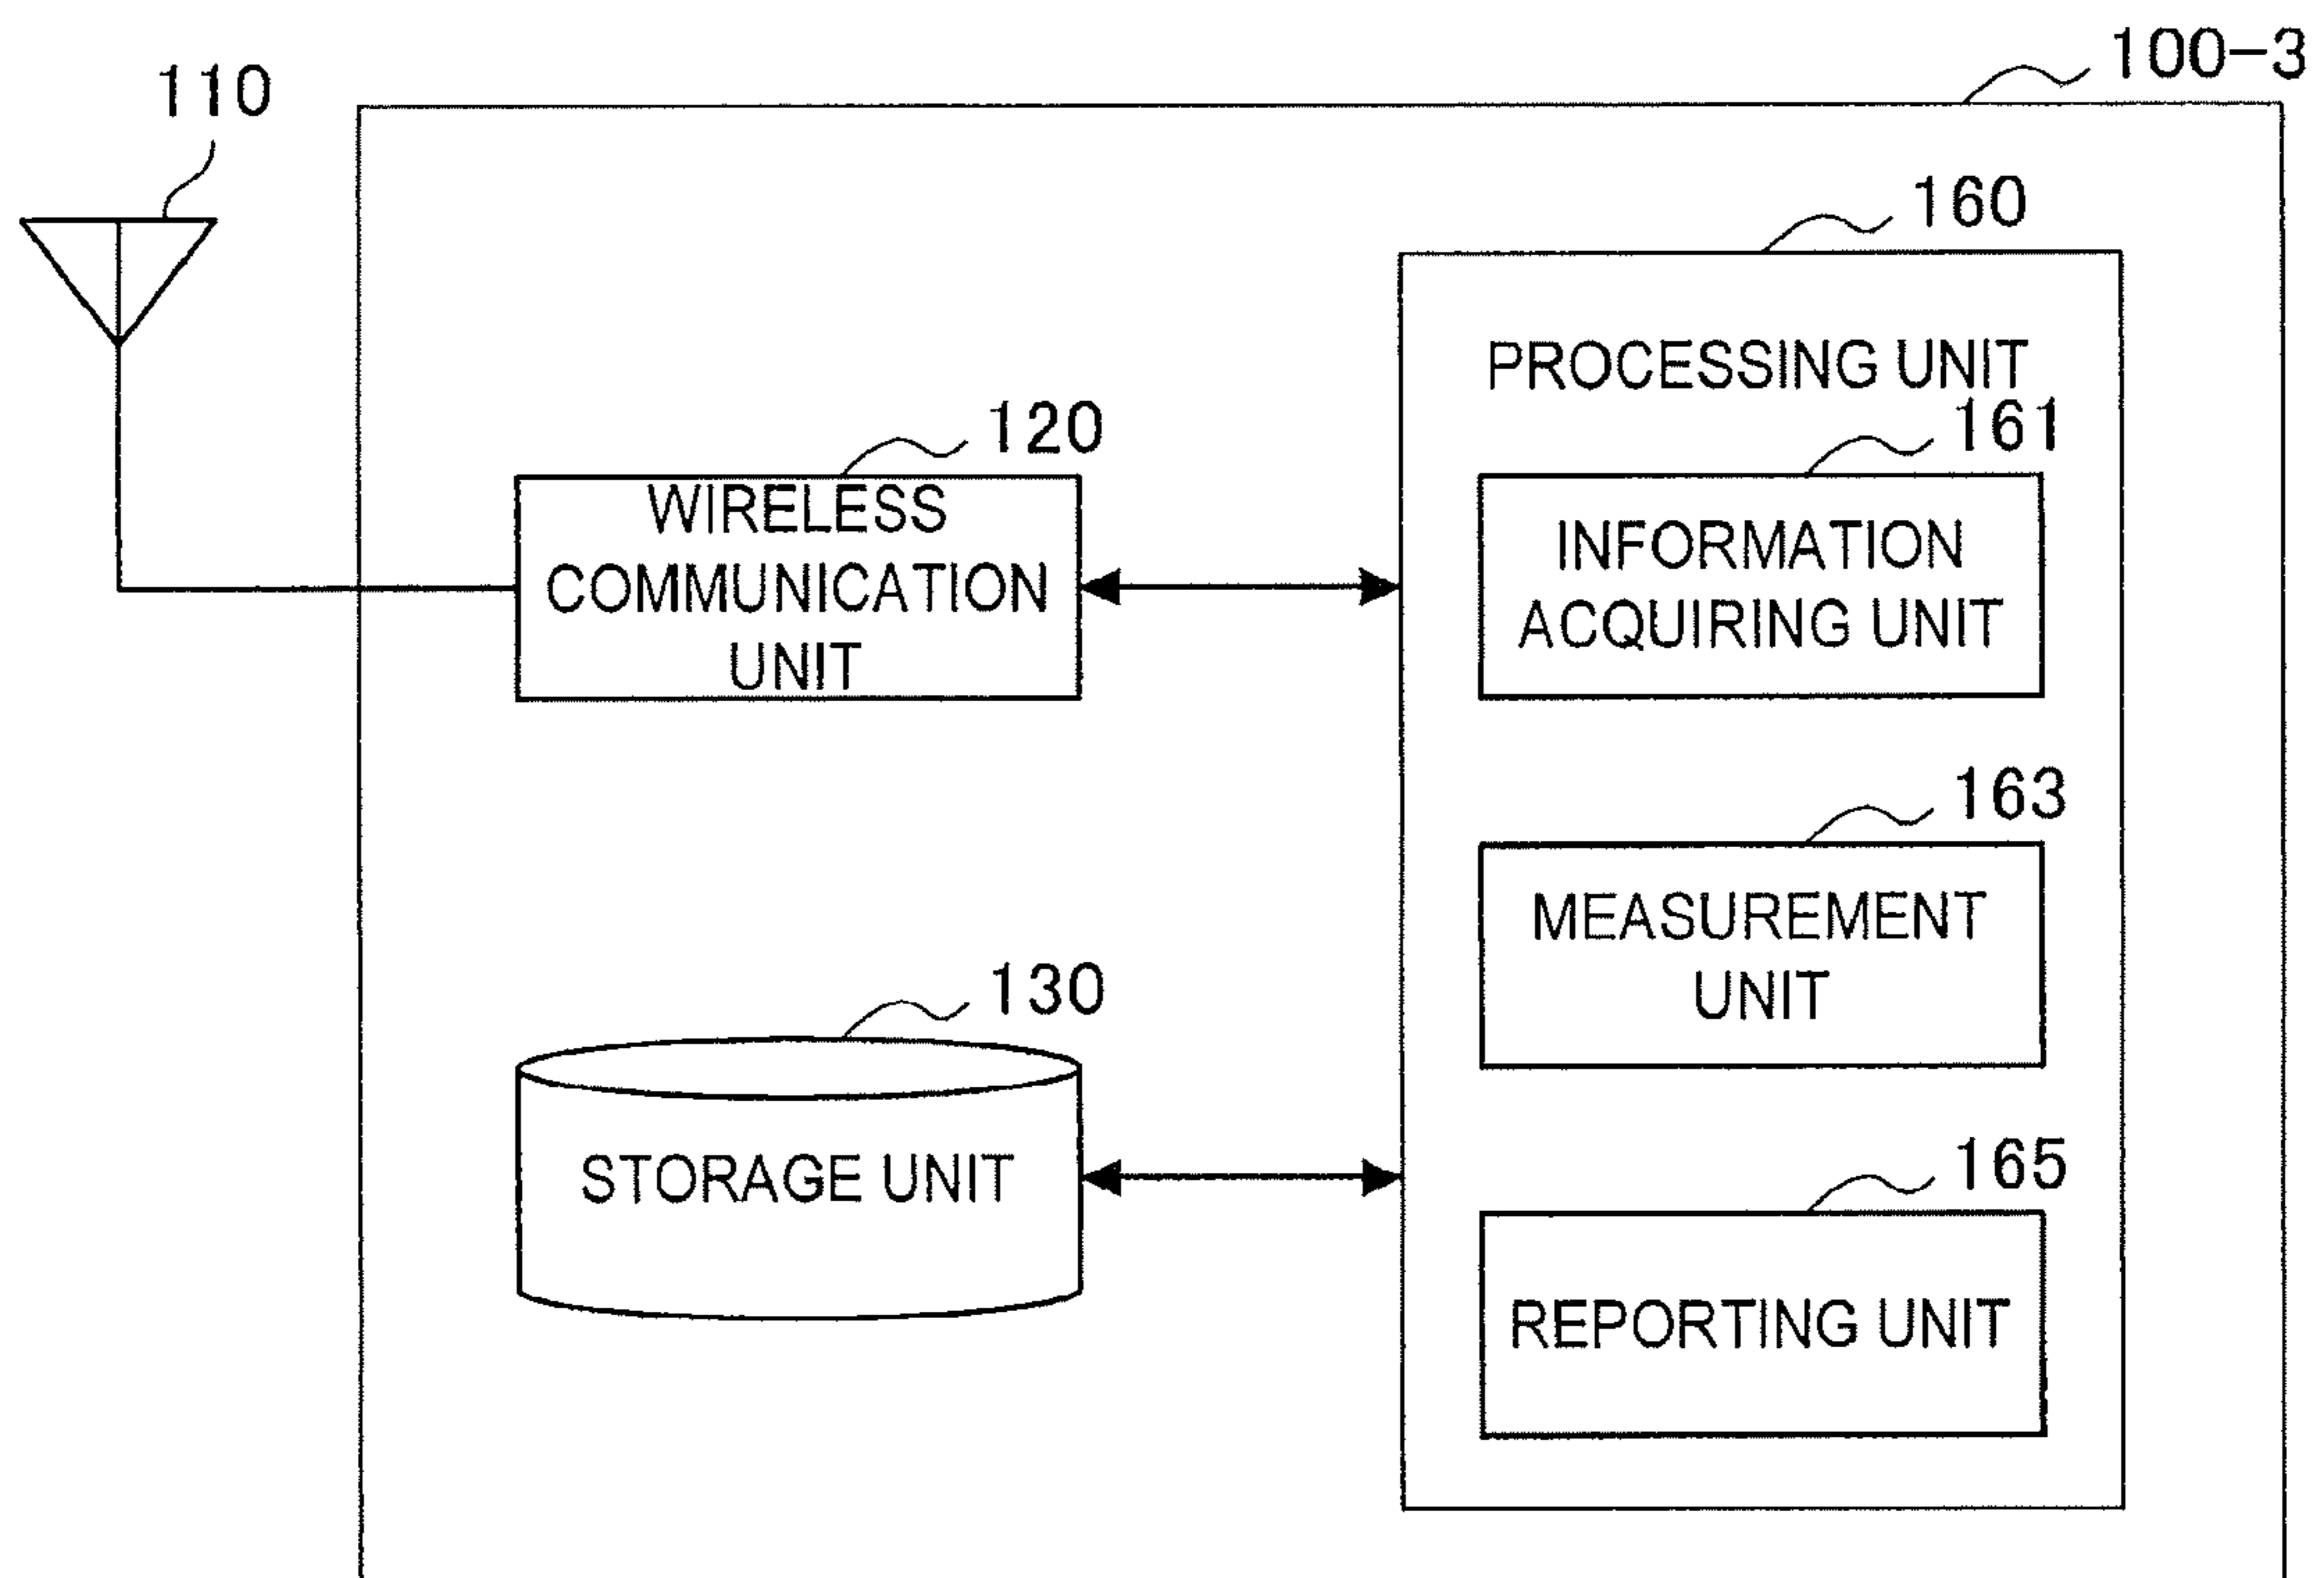 100-3
110
160
PROCESSING UNIT
120
WIRELESS
COMMUNICATION
UNIT
161
INFORMATION
ACQUIRING UNIT
163
MEASUREMENT
UNIT
130
STORAGE UNIT
165
REPORTING UNIT